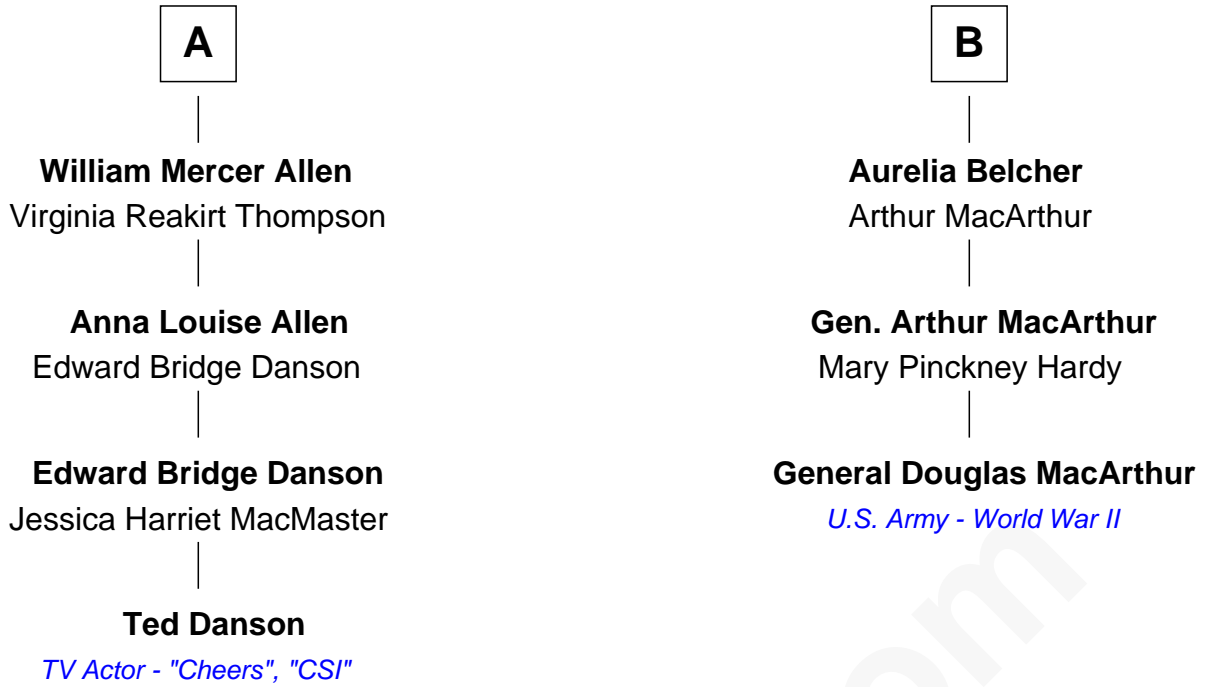 A
B
William Mercer Allen
Virginia Reakirt Thompson
Aurelia Belcher
Arthur MacArthur
Anna Louise Allen
Edward Bridge Danson
Gen. Arthur MacArthur
Mary Pinckney Hardy
Edward Bridge Danson
Jessica Harriet MacMaster
General Douglas MacArthur
U.S. Army - World War II
Ted Danson
TV Actor - "Cheers", "CSI"
om